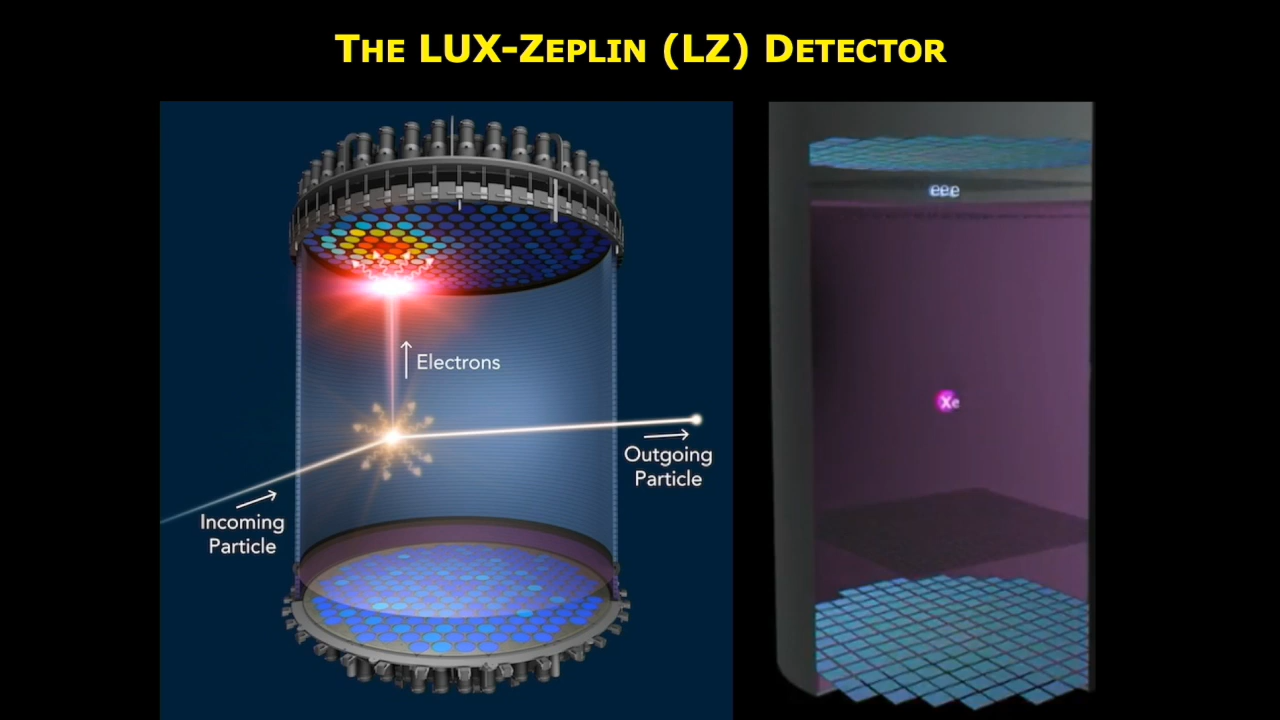 THE LUX-ZEPLIN (LZ) DETECTOR
eee
Electrons
Xe
Outgoing
Particle
Incoming
Particle